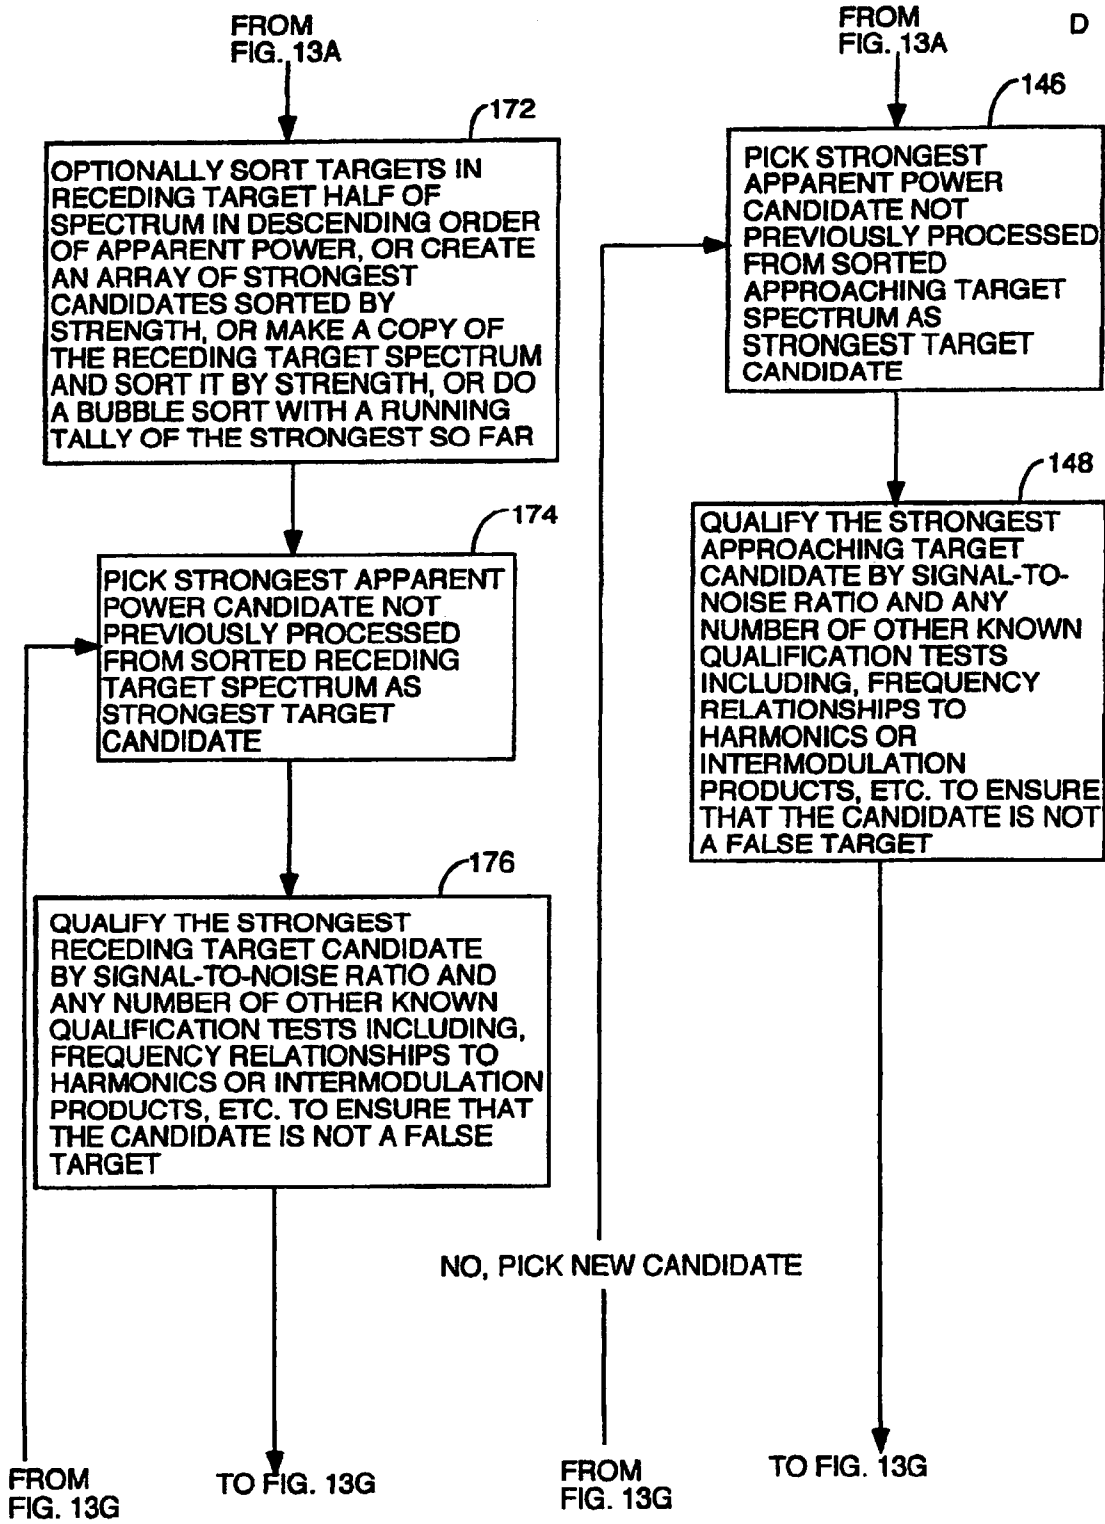 FROM
FIG. 13A
172
OPTIONALLY SORT TARGETS IN
RECEDING TARGET HALF OF
SPECTRUM IN DESCENDING ORDER
OF APPARENT POWER, OR CREATE
AN ARRAY OF STRONGEST
CANDIDATES SORTED BY
STRENGTH, OR MAKE A COPY OF
THE RECEDING TARGET SPECTRUM
AND SORT IT BY STRENGTH, OR DO
A BUBBLE SORT WITH A RUNNING
TALLY OF THE STRONGEST SO FAR
174
PICK STRONGEST APPARENT
POWER CANDIDATE NOT
PREVIOUSLY PROCESSED
FROM SORTED RECEDING
TARGET SPECTRUM AS
STRONGEST TARGET
CANDIDATE
176
QUALIFY THE STRONGEST
RECEDING TARGET CANDIDATE
BY SIGNAL-TO-NOISE RATIO AND
ANY NUMBER OF OTHER KNOWN
QUALIFICATION TESTS INCLUDING,
FREQUENCY RELATIONSHIPS TO
HARMONICS OR INTERMODULATION
PRODUCTS, ETC. TO ENSURE THAT
THE CANDIDATE IS NOT A FALSE
TARGET
FROM
FIG. 13G
TO FIG. 13G
FROM
FIG. 13A
D
146
PICK STRONGEST
APPARENT POWER
CANDIDATE NOT
PREVIOUSLY PROCESSED
FROM SORTED
APPROACHING TARGET
SPECTRUM AS
STRONGEST TARGET
CANDIDATE
148
QUALIFY THE STRONGEST
APPROACHING TARGET
CANDIDATE BY SIGNAL-TO-
NOISE RATIO AND ANY
NUMBER OF OTHER KNOWN
QUALIFICATION TESTS
INCLUDING, FREQUENCY
RELATIONSHIPS TO
HARMONICS OR
INTERMODULATION
PRODUCTS, ETC. TO ENSURE
THAT THE CANDIDATE IS NOT
A FALSE TARGET
NO, PICK NEW CANDIDATE
FROM
FIG. 13G
TO FIG. 13G